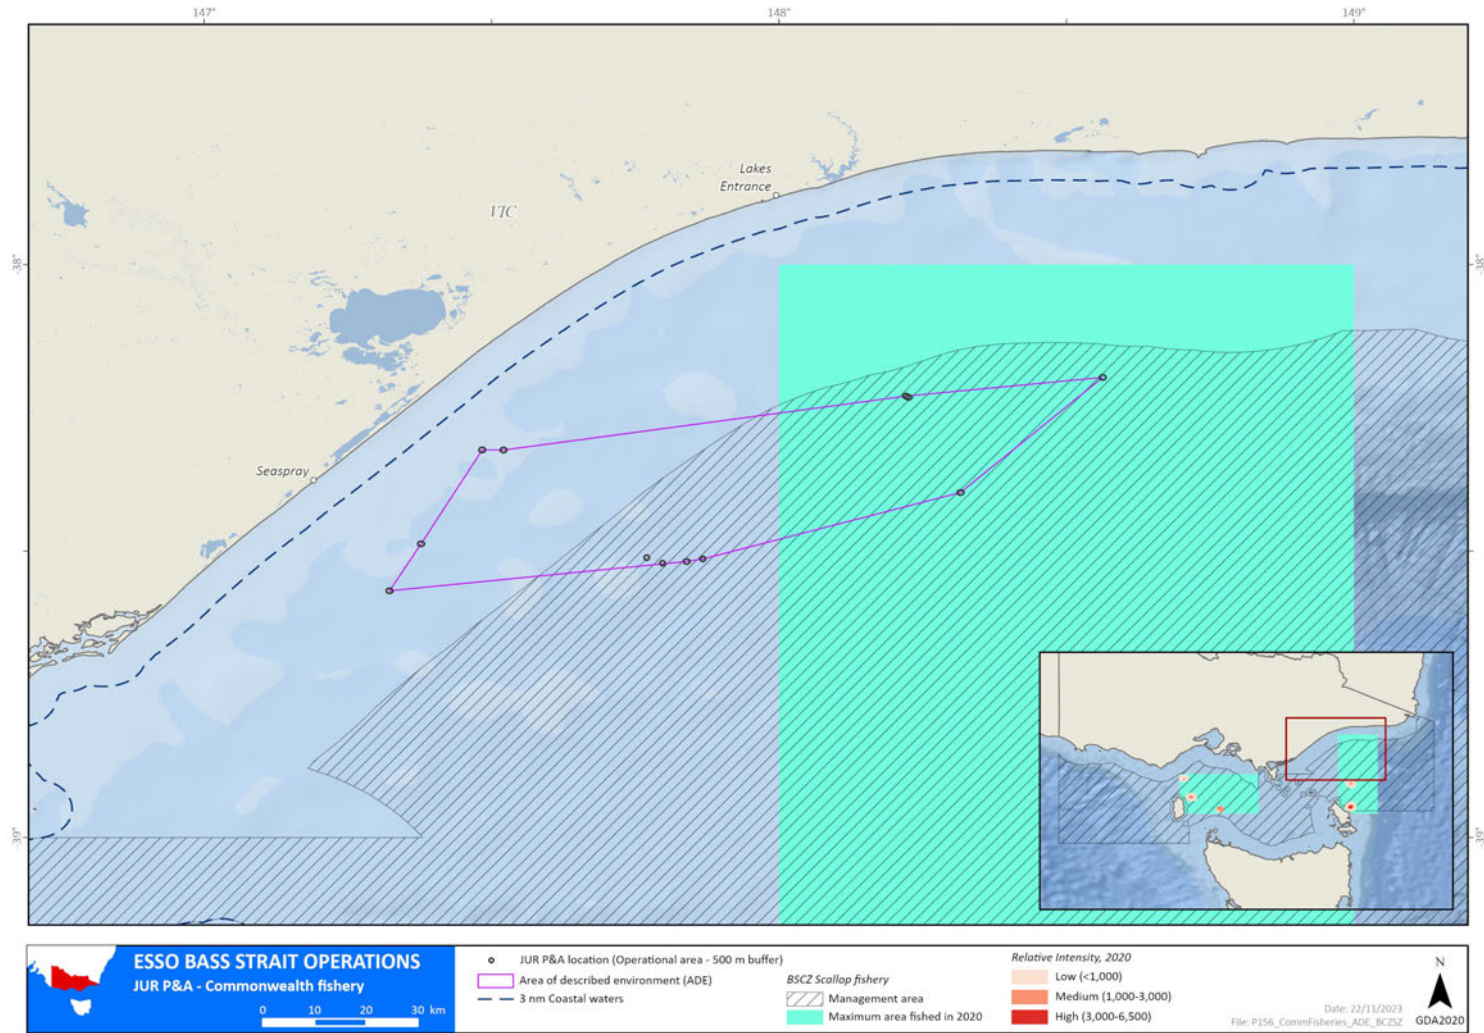 147°
148°
149°
Lakes
Entrance
VIC
-38°
-38°
Seaspray
-39°
-39°
ESSO BASS STRAIT OPERATIONS
JUR P&A - Commonwealth fishery
0 10 20 30 km
JUR P&A location (Operational area - 500 m buffer)
Area of described environment (ADE)
3 nm Coastal waters
BSCZ Scallop fishery
Management area
Maximum area fished in 2020
Relative Intensity, 2020
Low (<1,000)
Medium (1,000-3,000)
High (3,000-6,500)
N
Date: 22/11/2023
File: P156_CommFisheries_ADE_BCZSZ
GDA2020